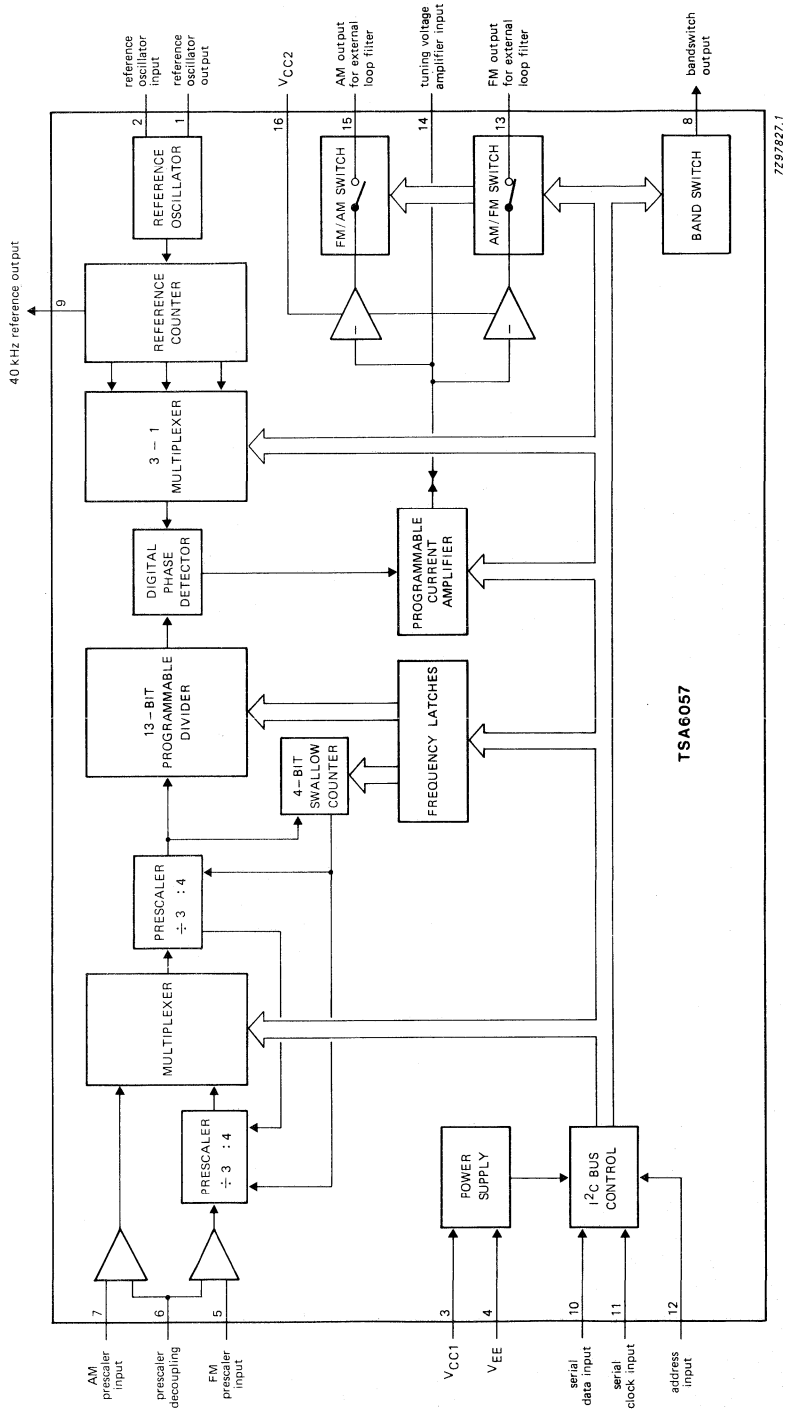 AM
prescaler
input
7
prescaler
decoupling
6
FM
prescaler
input
5
PRESCALER
÷ 3 : 4
MULTIPLEXER
PRESCALER
÷ 3 : 4
4-BIT
SWALLOW
COUNTER
13-BIT
PROGRAMMABLE
DIVIDER
DIGITAL
PHASE
DETECTOR
3 - 1
MULTIPLEXER
REFERENCE
COUNTER
9
40 kHz reference output
REFERENCE
OSCILLATOR
2
reference
oscillator
input
1
reference
oscillator
output
VCC1
3
VEE
4
POWER
SUPPLY
serial
data input
10
serial
clock input
11
address
input
12
I²C BUS
CONTROL
FREQUENCY LATCHES
PROGRAMMABLE
CURRENT
AMPLIFIER
16
VCC2
FM/AM SWITCH
15
AM output
for external
loop filter
14
tuning voltage
amplifier input
AM/FM SWITCH
13
FM output
for external
loop filter
BAND SWITCH
8
bandswitch
output
TSA6057
7Z97827.1